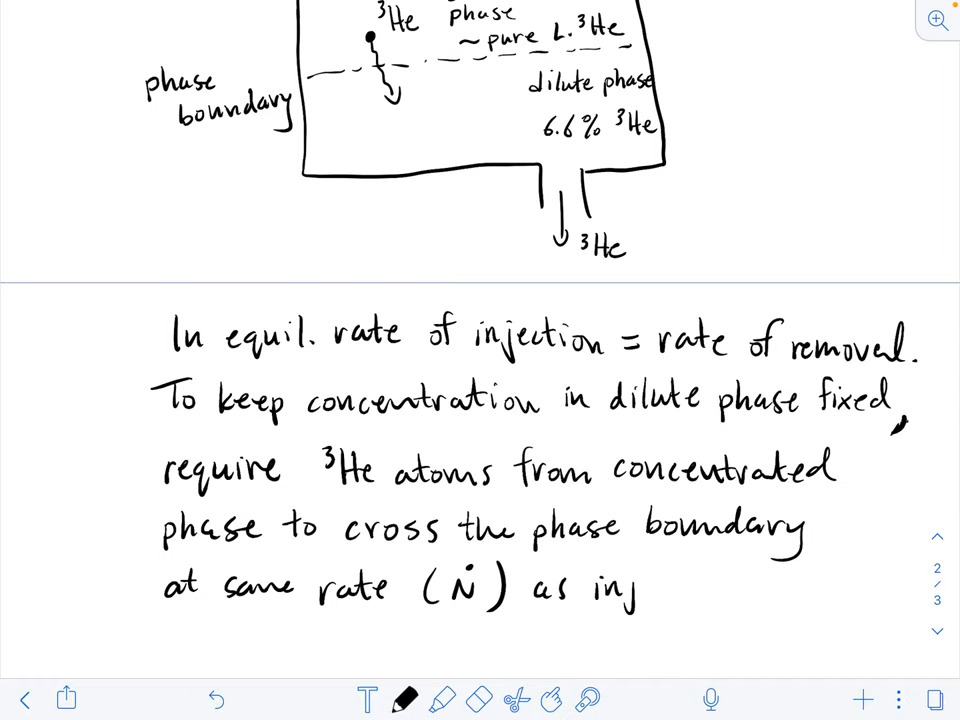 ³He phase
~ pure L. ³He
phase boundary
dilute phase
6.6% ³He
³He
In equil. rate of injection = rate of removal.
To keep concentration in dilute phase fixed,
require ³He atoms from concentrated
phase to cross the phase boundary
at same rate (Ṅ) as inj
2
/
3
T